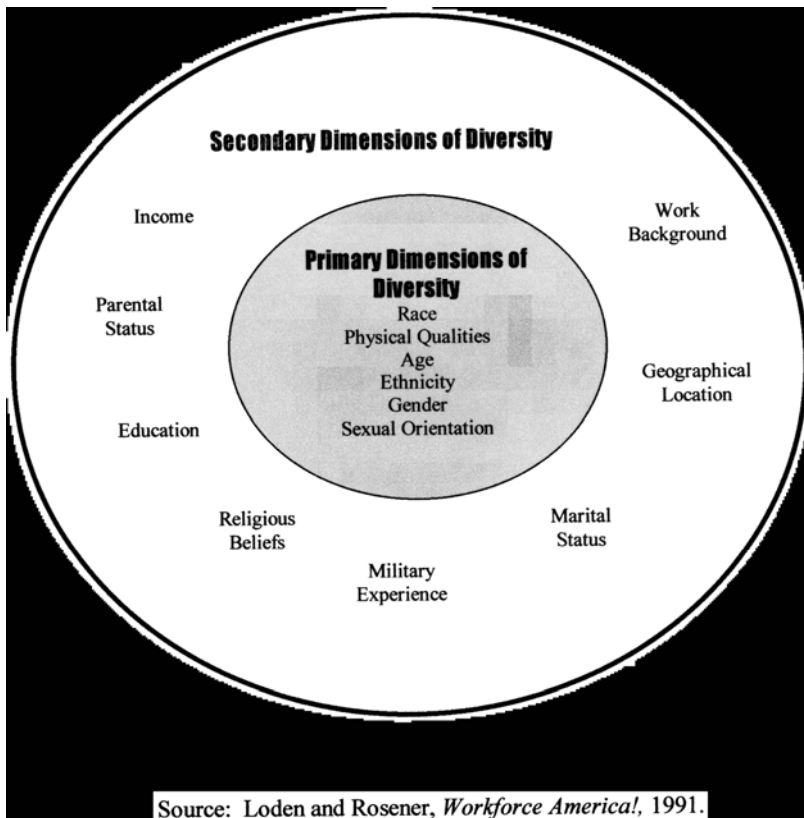 Secondary Dimensions of Diversity
Income
Work
Background
Primary Dimensions of
Diversity
Race
Physical Qualities
Age
Ethnicity
Gender
Sexual Orientation
Parental
Status
Geographical
Location
Education
Religious
Beliefs
Marital
Status
Military
Experience
Source: Loden and Rosener, Workforce America!, 1991.